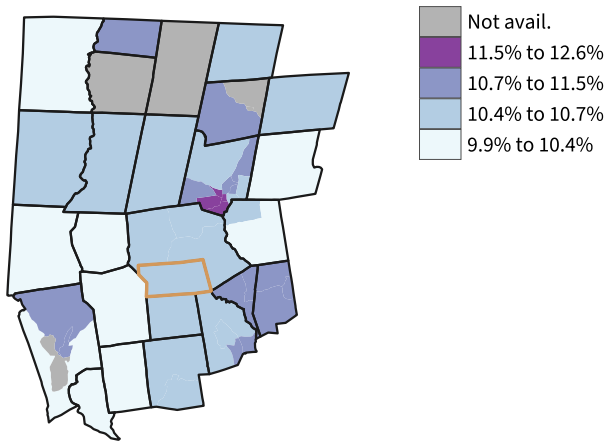 Not avail.
11.5% to 12.6%
10.7% to 11.5%
10.4% to 10.7%
9.9% to 10.4%